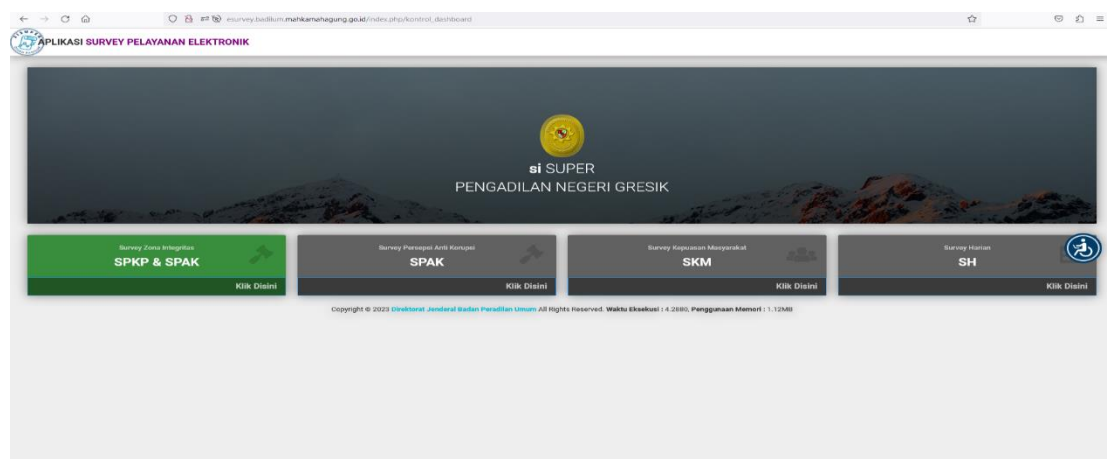 esurvey.badilum.mahkamahagung.go.id/index.php/kontrol_dashboard
APLIKASI SURVEY PELAYANAN ELEKTRONIK
si SUPER
PENGADILAN NEGERI GRESIK
Survey Zona Integritas
SPKP & SPAK
Klik Disini
Survey Persepsi Anti Korupsi
SPAK
Klik Disini
Survey Kepuasan Masyarakat
SKM
Klik Disini
Survey Harian
SH
Klik Disini
Copyright © 2023 Direktorat Jenderal Badan Peradilan Umum All Rights Reserved. Waktu Eksekusi : 4.2680, Penggunaan Memori : 1.12MB